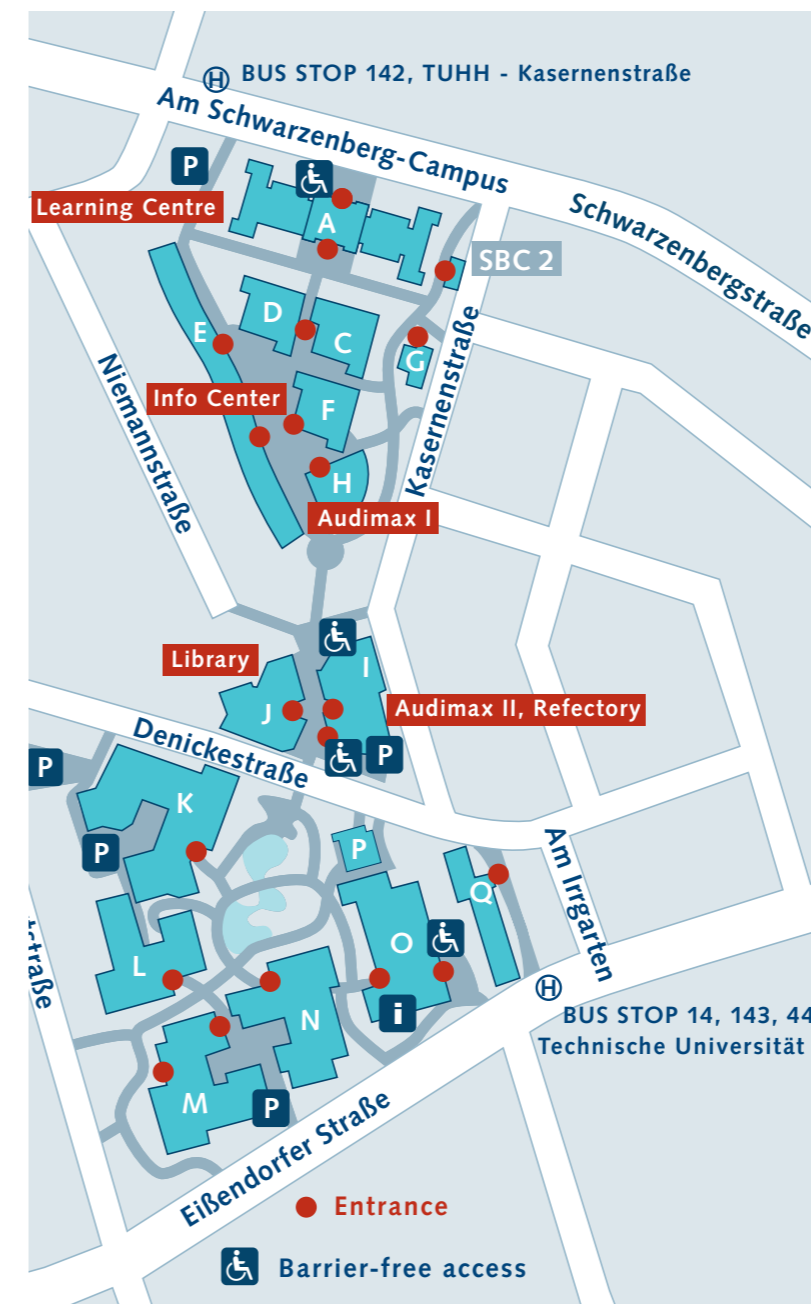 H BUS STOP 142, TUHH - Kasernenstraße
Am Schwarzenberg-Campus
P
Schwarzenbergstraße
Learning Centre
A
SBC 2
D
C
E
G
Info Center
F
Niemannstraße
Kasernenstraße
H
Audimax I
Library
I
J
Audimax II, Refectory
Denickestraße
P
P
K
P
P
Am Irrgarten
Q
L
O
H
i
BUS STOP 14, 143, 44
Technische Universität
N
M
P
Eißendorfer Straße
Entrance
Barrier-free access